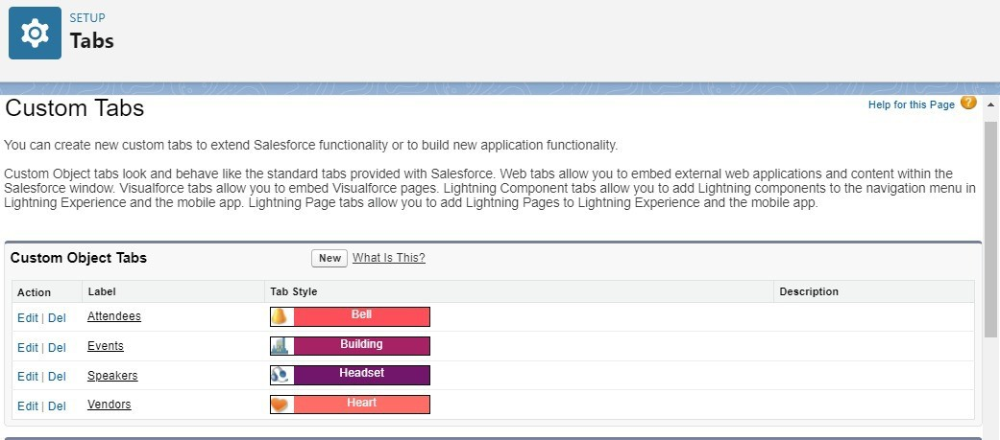 SETUP
Tabs
Custom Tabs
Help for this Page ?
You can create new custom tabs to extend Salesforce functionality or to build new application functionality.
Custom Object tabs look and behave like the standard tabs provided with Salesforce. Web tabs allow you to embed external web applications and content within the
Salesforce window. Visualforce tabs allow you to embed Visualforce pages. Lightning Component tabs allow you to add Lightning components to the navigation menu in
Lightning Experience and the mobile app. Lightning Page tabs allow you to add Lightning Pages to Lightning Experience and the mobile app.
Custom Object Tabs New What Is This?
Action Label Tab Style Description
Edit | Del Attendees Bell
Edit | Del Events Building
Edit | Del Speakers Headset
Edit | Del Vendors Heart